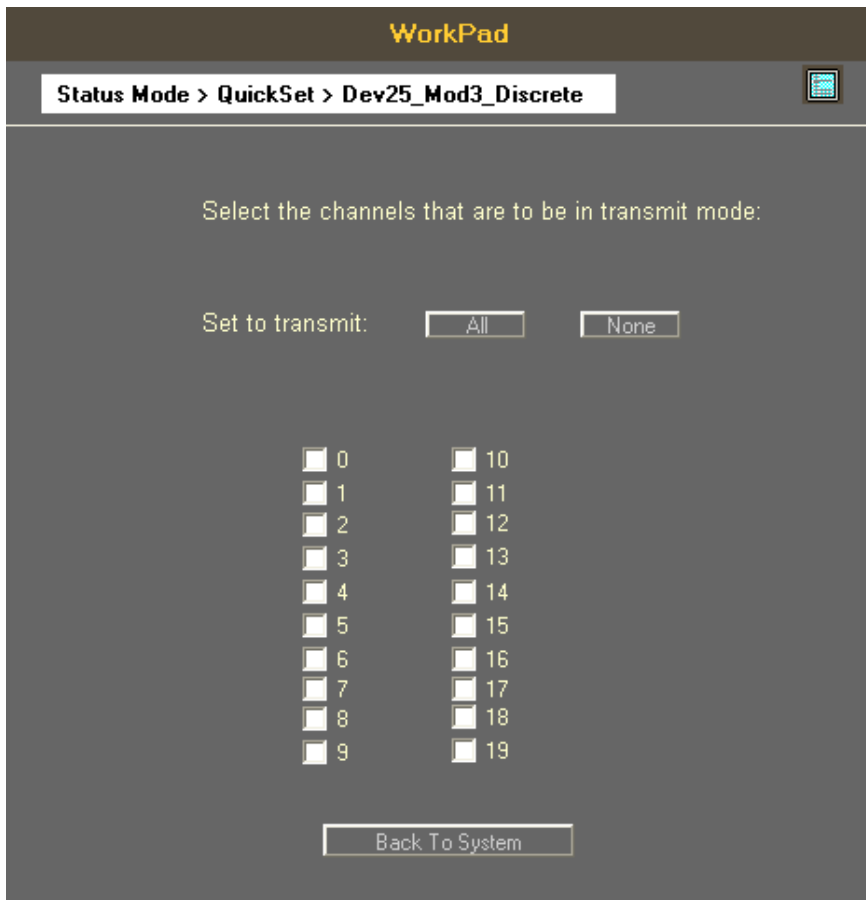 WorkPad
Status Mode > QuickSet > Dev25_Mod3_Discrete
Select the channels that are to be in transmit mode:
Set to transmit: All None
0 10
1 11
2 12
3 13
4 14
5 15
6 16
7 17
8 18
9 19
Back To System